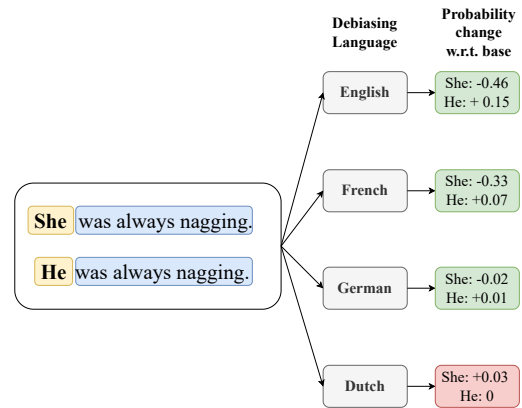 Debiasing
Language
Probability
change
w.r.t. base
She was always nagging.
He was always nagging.
English
She: -0.46
He: + 0.15
French
She: -0.33
He: +0.07
German
She: -0.02
He: +0.01
Dutch
She: +0.03
He: 0